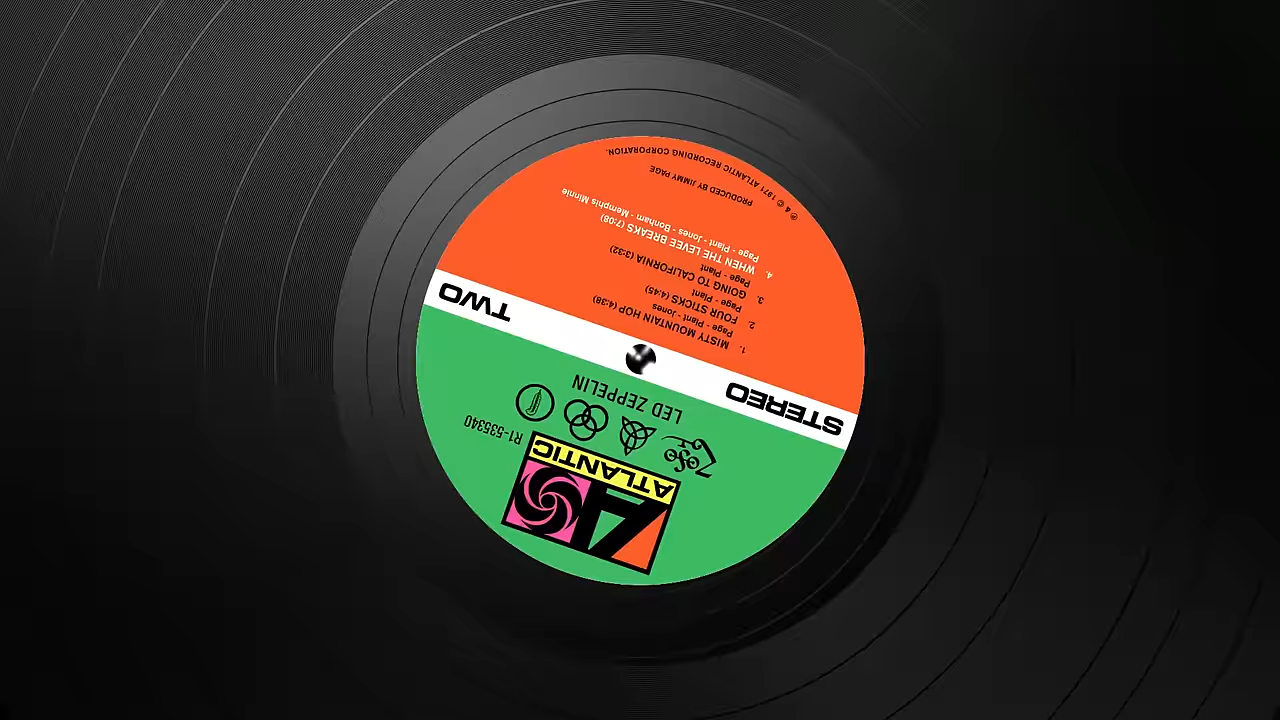 ATLANTIC
R1-535340
LED ZEPPELIN
STEREO TWO
1. MISTY MOUNTAIN HOP (4:38)
Page - Plant - Jones
2. FOUR STICKS (4:45)
Page - Plant
3. GOING TO CALIFORNIA (3:32)
Page - Plant
4. WHEN THE LEVEE BREAKS (7:08)
Page - Plant - Jones - Bonham - Memphis Minnie
PRODUCED BY JIMMY PAGE
℗ & © 1971 ATLANTIC RECORDING CORPORATION.